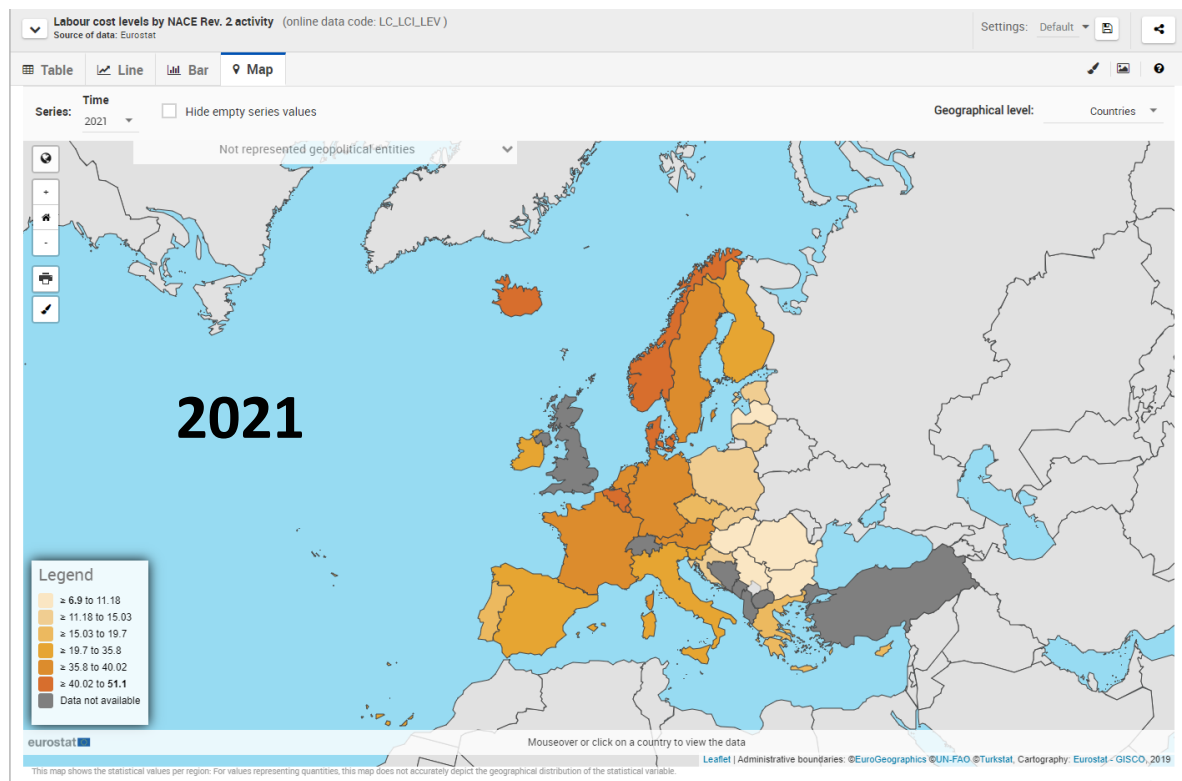 Labour cost levels by NACE Rev. 2 activity (online data code: LC_LCI_LEV )
Source of data: Eurostat
Settings: Default
Table Line Bar Map
Series: Time
2021
Hide empty series values
Geographical level: Countries
Not represented geopolitical entities
+
-
2021
Legend
≥ 6.9 to 11.18
≥ 11.18 to 15.03
≥ 15.03 to 19.7
≥ 19.7 to 35.8
≥ 35.8 to 40.02
≥ 40.02 to 51.1
Data not available
eurostat
Mouseover or click on a country to view the data
Leaflet | Administrative boundaries: ©EuroGeographics ©UN-FAO ©Turkstat, Cartography: Eurostat - GISCO, 2019
This map shows the statistical values per region: For values representing quantities, this map does not accurately depict the geographical distribution of the statistical variable.